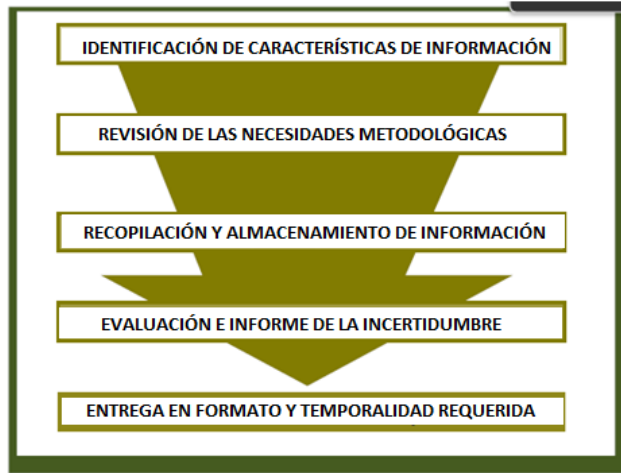 IDENTIFICACIÓN DE CARACTERÍSTICAS DE INFORMACIÓN
REVISIÓN DE LAS NECESIDADES METODOLÓGICAS
RECOPILACIÓN Y ALMACENAMIENTO DE INFORMACIÓN
EVALUACIÓN E INFORME DE LA INCERTIDUMBRE
ENTREGA EN FORMATO Y TEMPORALIDAD REQUERIDA